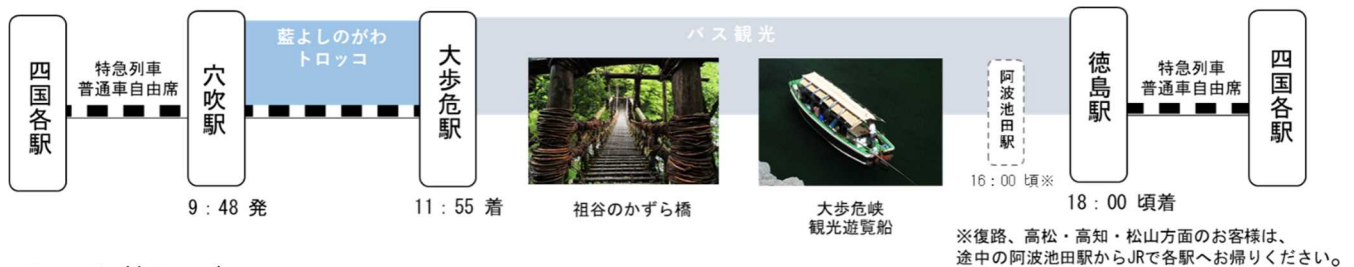 四国各駅
特急列車
普通車自由席
穴吹駅
9：48 発
藍よしのがわ
トロッコ
大歩危駅
11：55 着
バス観光
祖谷のかずら橋
大歩危峡
観光遊覧船
阿波池田駅
16：00 頃※
徳島駅
18：00 頃着
特急列車
普通車自由席
四国各駅
※復路、高松・高知・松山方面のお客様は、
途中の阿波池田駅からJRで各駅へお帰りください。